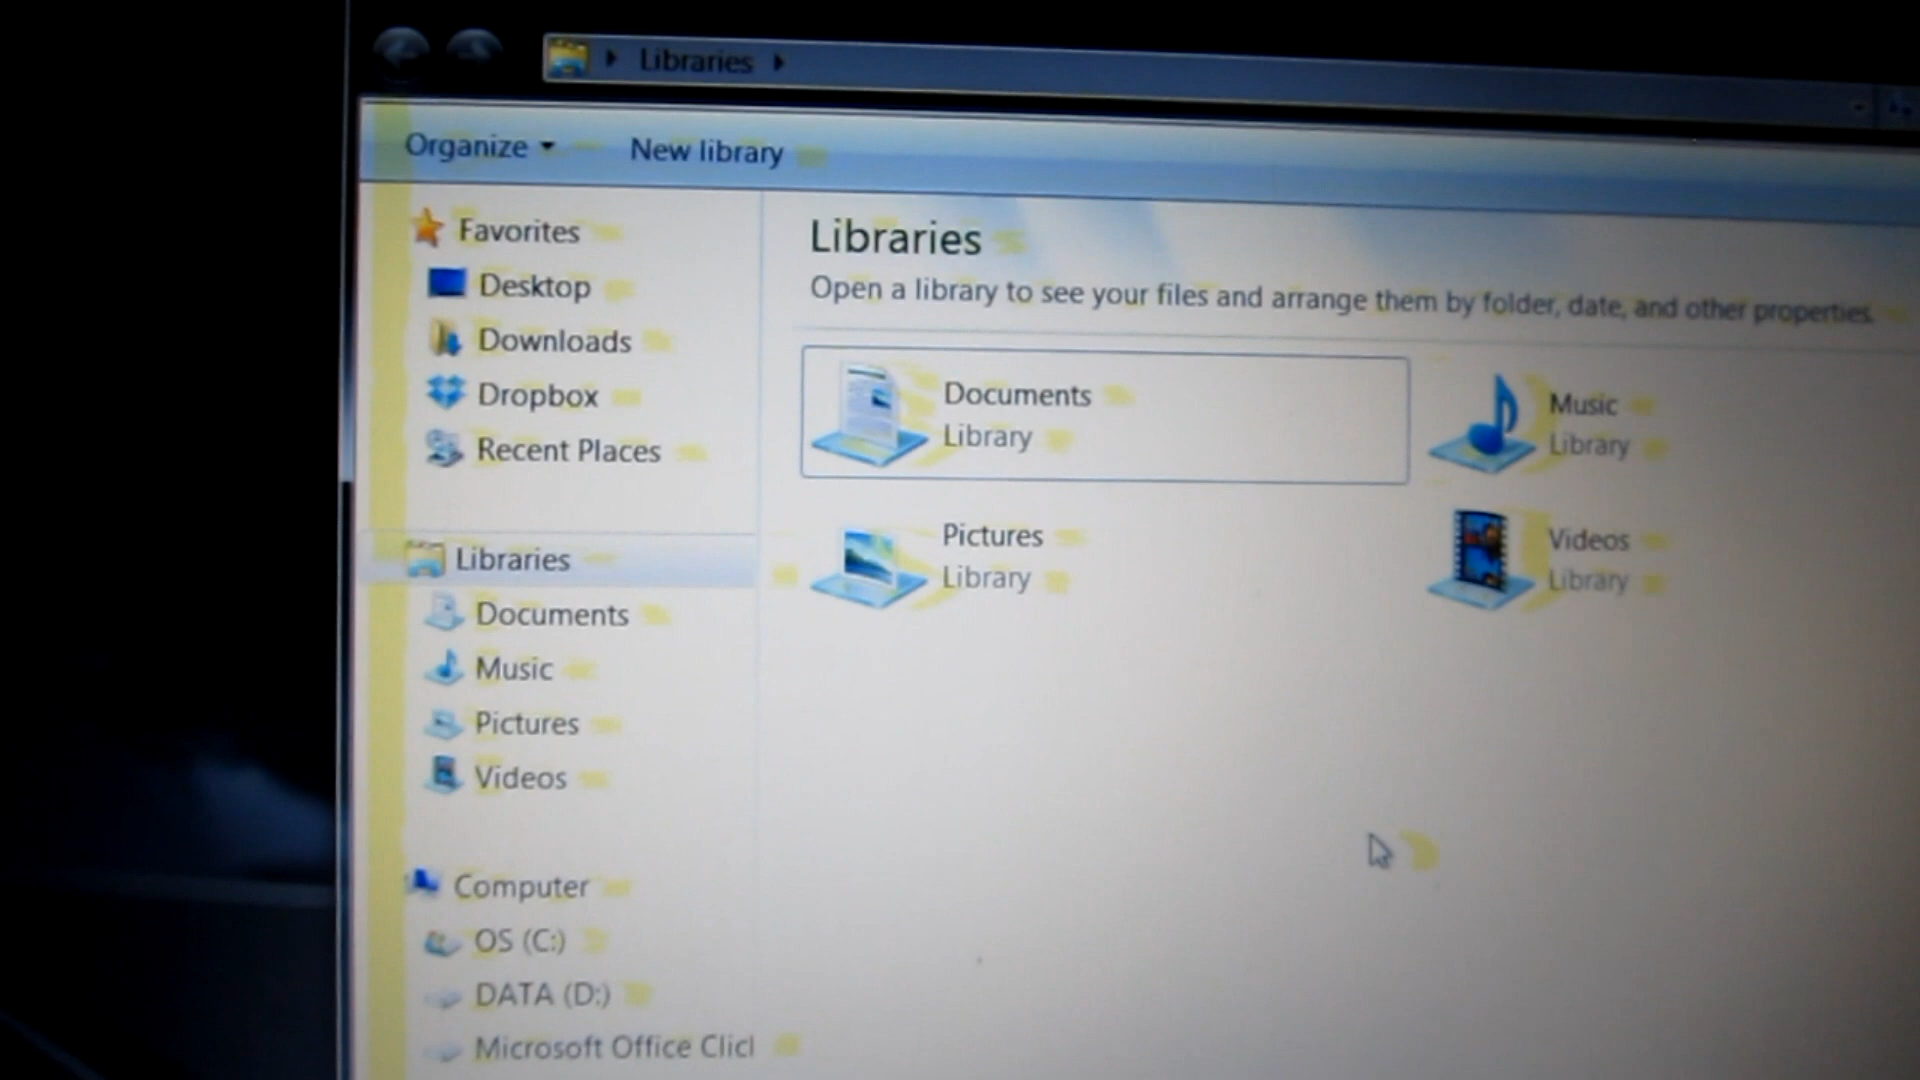 Libraries
Organize
New library
Favorites
Desktop
Downloads
Dropbox
Recent Places
Libraries
Documents
Music
Pictures
Videos
Computer
OS (C:)
DATA (D:)
Microsoft Office Clicl
Libraries
Open a library to see your files and arrange them by folder, date, and other properties.
Documents
Library
Music
Library
Pictures
Library
Videos
Library